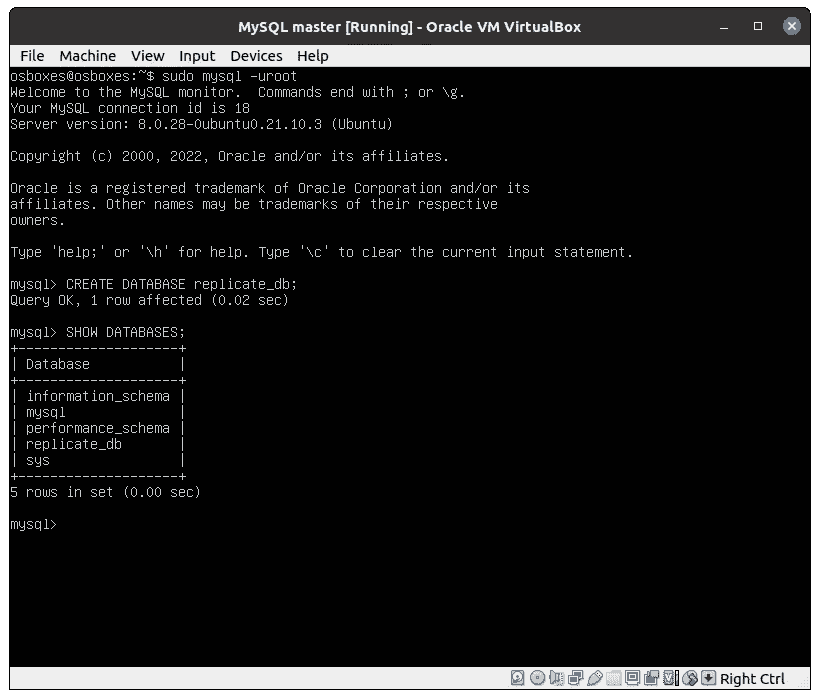 MySQL master [Running] - Oracle VM VirtualBox
File Machine View Input Devices Help
osboxes@osboxes:~$ sudo mysql -uroot
Welcome to the MySQL monitor.  Commands end with ; or \g.
Your MySQL connection id is 18
Server version: 8.0.28-0ubuntu0.21.10.3 (Ubuntu)
Copyright (c) 2000, 2022, Oracle and/or its affiliates.
Oracle is a registered trademark of Oracle Corporation and/or its
affiliates. Other names may be trademarks of their respective
owners.
Type 'help;' or '\h' for help. Type '\c' to clear the current input statement.
mysql> CREATE DATABASE replicate_db;
Query OK, 1 row affected (0.02 sec)
mysql> SHOW DATABASES;
+--------------------+
| Database           |
+--------------------+
| information_schema |
| mysql              |
| performance_schema |
| replicate_db       |
| sys                |
+--------------------+
5 rows in set (0.00 sec)
mysql>
Right Ctrl